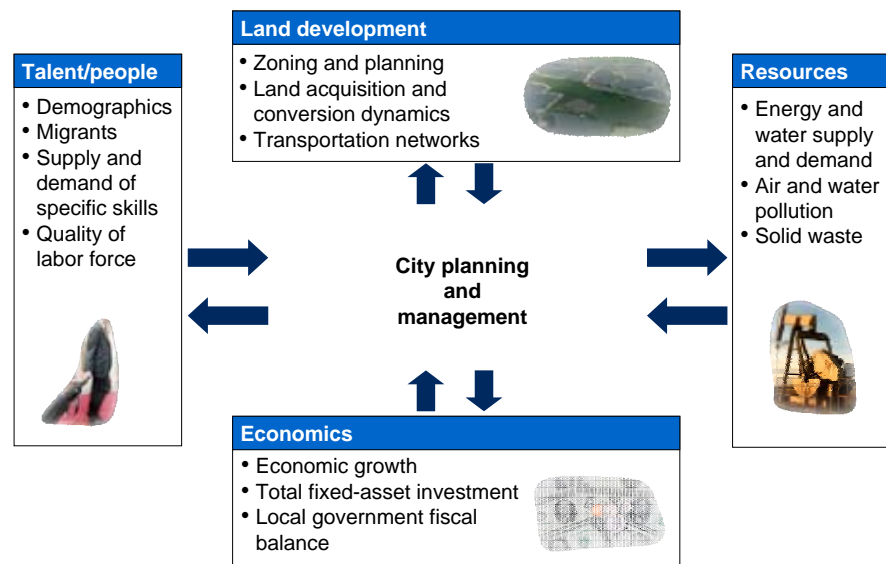 Land development
• Zoning and planning
• Land acquisition and
conversion dynamics
• Transportation networks
Talent/people
• Demographics
• Migrants
• Supply and
demand of
specific skills
• Quality of
labor force
City planning
and
management
Resources
• Energy and
water supply
and demand
• Air and water
pollution
• Solid waste
Economics
• Economic growth
• Total fixed-asset investment
• Local government fiscal
balance